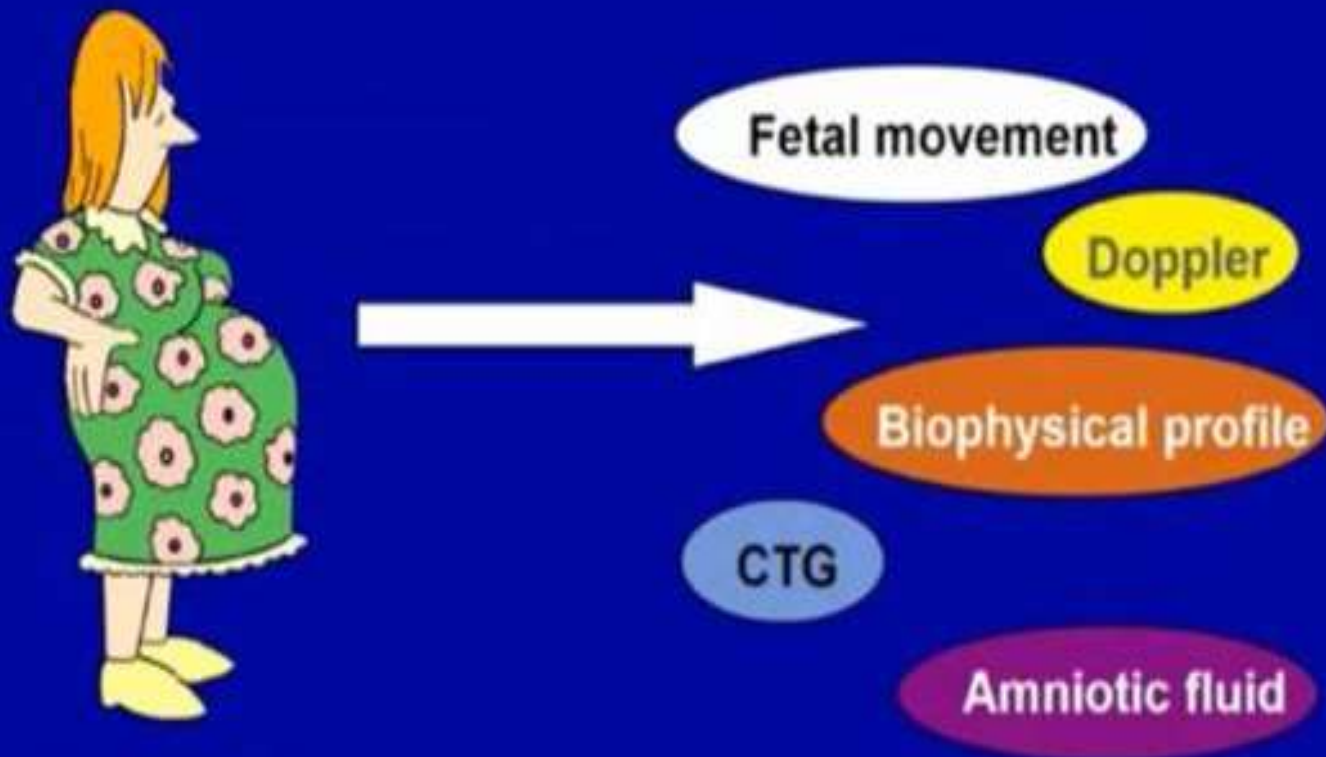 Fetal movement
Doppler
Biophysical profile
CTG
Amniotic fluid